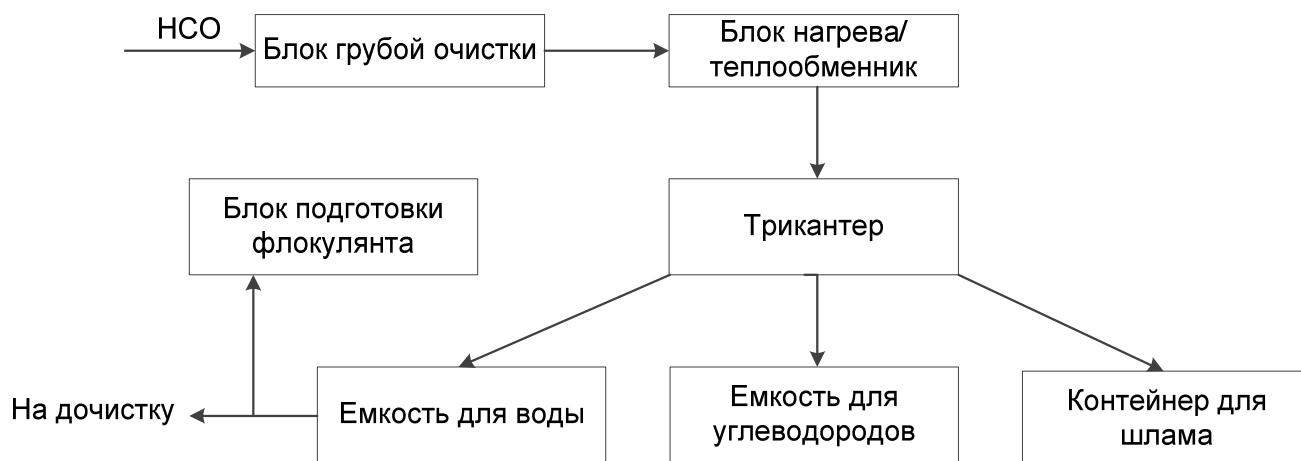 НСО
Блок грубой очистки
Блок нагрева/
теплообменник
Блок подготовки
флокулянта
Трикантер
На дочистку
Емкость для воды
Емкость для
углеводородов
Контейнер для
шлама